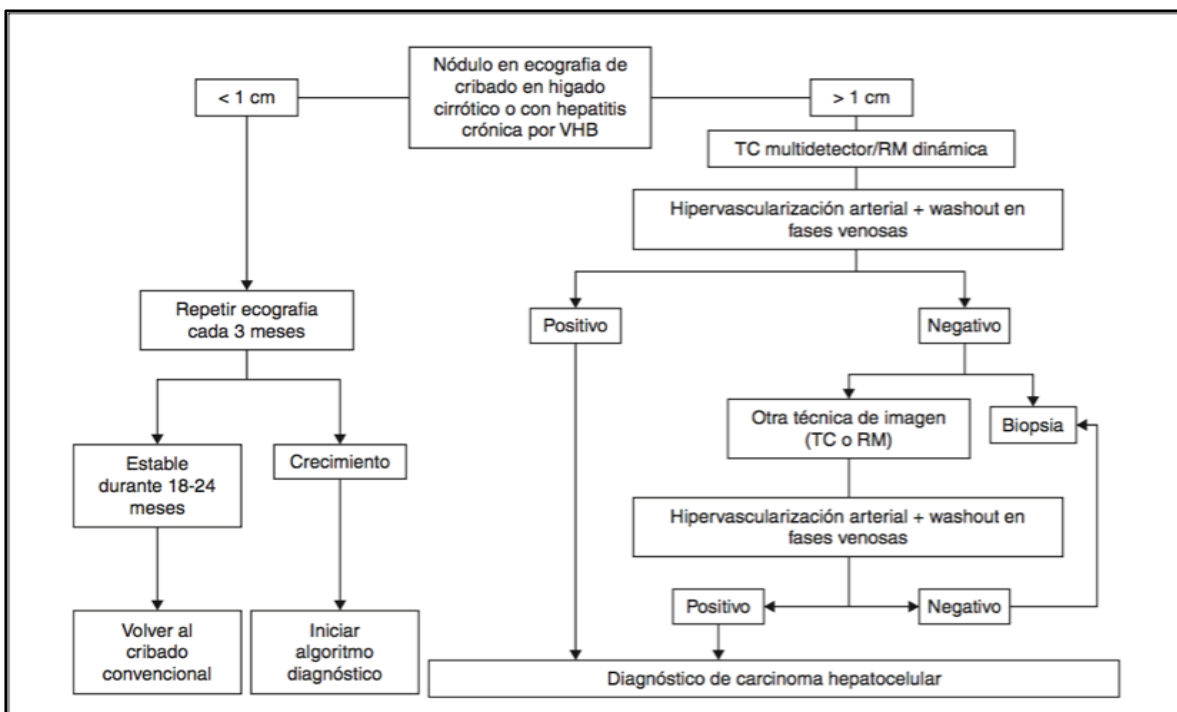 Nódulo en ecografia de
cribado en higado
cirrótico o con hepatitis
crónica por VHB
< 1 cm
> 1 cm
TC multidetector/RM dinámica
Hipervascularización arterial + washout en
fases venosas
Repetir ecografia
cada 3 meses
Positivo
Negativo
Otra técnica de imagen
(TC o RM)
Biopsia
Estable
durante 18-24
meses
Crecimiento
Hipervascularización arterial + washout en
fases venosas
Positivo
Negativo
Volver al
cribado
convencional
Iniciar
algoritmo
diagnóstico
Diagnóstico de carcinoma hepatocelular